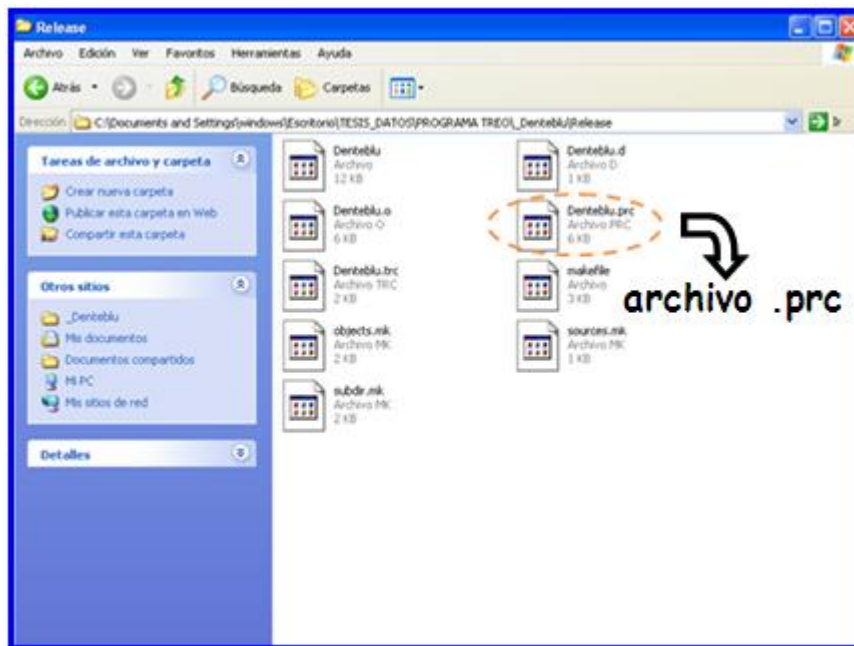 Release
Archivo Edición Ver Favoritos Herramientas Ayuda
Atrás Búsqueda Carpetas
Dirección C:\Documents and Settings\windows\Escritorio\TESIS_DATOS\PROGRAMA TREO\_Denteblu\Release
Tareas de archivo y carpeta
Crear nueva carpeta
Publicar esta carpeta en Web
Compartir esta carpeta
Otros sitios
_Denteblu
Mis documentos
Documentos compartidos
Mi PC
Mis sitios de red
Detalles
Denteblu
Archivo
12 KB
Denteblu.d
Archivo D
1 KB
Denteblu.o
Archivo O
6 KB
Denteblu.prc
Archivo PRC
6 KB
Denteblu.trc
Archivo TRC
2 KB
makefile
Archivo
3 KB
objects.mk
Archivo MK
2 KB
sources.mk
Archivo MK
1 KB
subdir.mk
Archivo MK
2 KB
archivo .prc